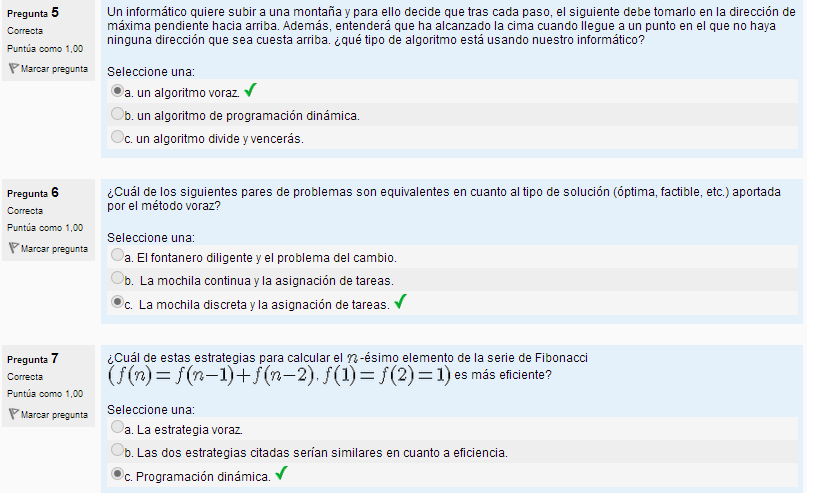 Pregunta 5
Correcta
Puntúa como 1,00
Marcar pregunta
Un informático quiere subir a una montaña y para ello decide que tras cada paso, el siguiente debe tomarlo en la dirección de
máxima pendiente hacia arriba. Además, entenderá que ha alcanzado la cima cuando llegue a un punto en el que no haya
ninguna dirección que sea cuesta arriba. ¿qué tipo de algoritmo está usando nuestro informático?
Seleccione una:
a. un algoritmo voraz.
b. un algoritmo de programación dinámica.
c. un algoritmo divide y vencerás.
Pregunta 6
Correcta
Puntúa como 1,00
Marcar pregunta
¿Cuál de los siguientes pares de problemas son equivalentes en cuanto al tipo de solución (óptima, factible, etc.) aportada
por el método voraz?
Seleccione una:
a. El fontanero diligente y el problema del cambio.
b. La mochila continua y la asignación de tareas.
c. La mochila discreta y la asignación de tareas.
Pregunta 7
Correcta
Puntúa como 1,00
Marcar pregunta
¿Cuál de estas estrategias para calcular el n-ésimo elemento de la serie de Fibonacci
(f(n)=f(n−1)+f(n−2), f(1)=f(2)=1) es más eficiente?
Seleccione una:
a. La estrategia voraz.
b. Las dos estrategias citadas serían similares en cuanto a eficiencia.
c. Programación dinámica.